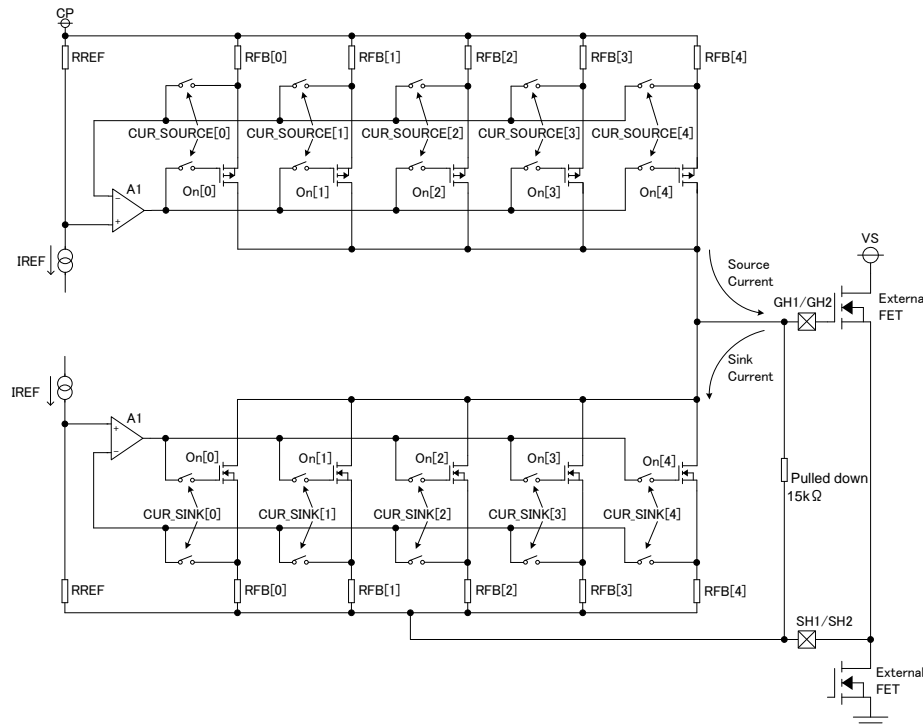 CP
RREF
RFB[0]
RFB[1]
RFB[2]
RFB[3]
RFB[4]
CUR_SOURCE[0]
CUR_SOURCE[1]
CUR_SOURCE[2]
CUR_SOURCE[3]
CUR_SOURCE[4]
A1
−
+
On[0]
On[1]
On[2]
On[3]
On[4]
IREF
Source
Current
VS
GH1/GH2
External
FET
Sink
Current
IREF
A1
+
−
On[0]
On[1]
On[2]
On[3]
On[4]
Pulled down
15kΩ
CUR_SINK[0]
CUR_SINK[1]
CUR_SINK[2]
CUR_SINK[3]
CUR_SINK[4]
RREF
RFB[0]
RFB[1]
RFB[2]
RFB[3]
RFB[4]
SH1/SH2
External
FET